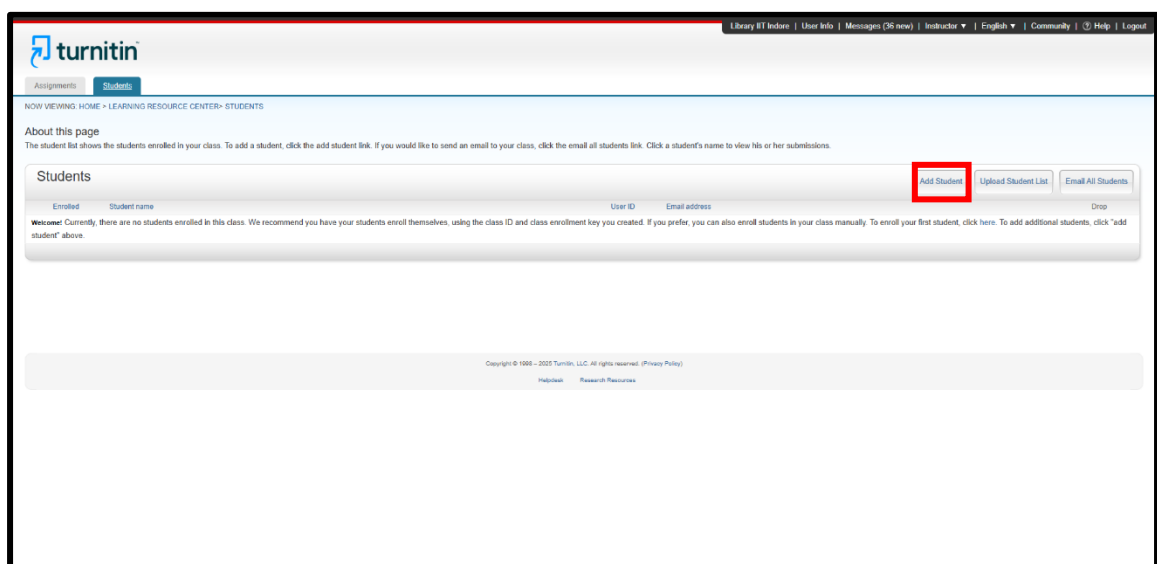 Library IIT Indore | User Info | Messages (36 new) | Instructor ▼ | English ▼ | Community | ? Help | Logout
turnitin
Assignments Students
NOW VIEWING: HOME > LEARNING RESOURCE CENTER> STUDENTS
About this page
The student list shows the students enrolled in your class. To add a student, click the add student link. If you would like to send an email to your class, click the email all students link. Click a student's name to view his or her submissions.
Students Add Student Upload Student List Email All Students
Enrolled Student name User ID Email address Drop
Welcome! Currently, there are no students enrolled in this class. We recommend you have your students enroll themselves, using the class ID and class enrollment key you created. If you prefer, you can also enroll students in your class manually. To enroll your first student, click here. To add additional students, click "add
student" above.
Copyright © 1998 – 2025 Turnitin, LLC. All rights reserved. (Privacy Policy)
Helpdesk Research Resources